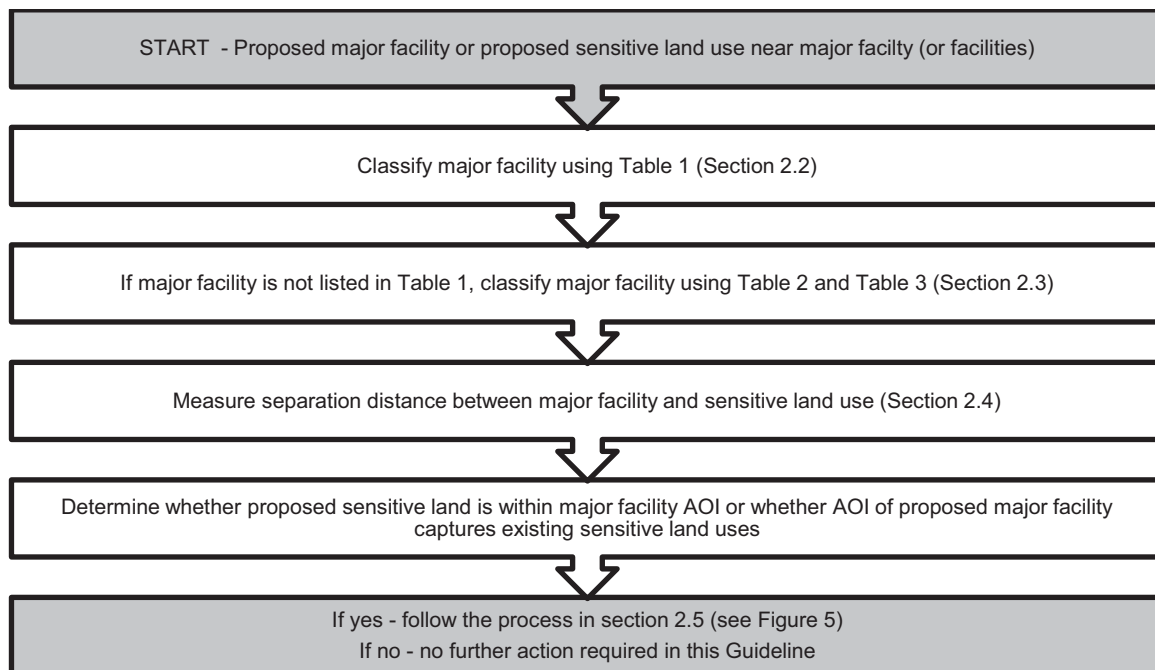 START  - Proposed major facility or proposed sensitive land use near major facilty (or facilities)
Classify major facility using Table 1 (Section 2.2)
If major facility is not listed in Table 1, classify major facility using Table 2 and Table 3 (Section 2.3)
Measure separation distance between major facility and sensitive land use (Section 2.4)
Determine whether proposed sensitive land is within major facility AOI or whether AOI of proposed major facility
captures existing sensitive land uses
If yes - follow the process in section 2.5 (see Figure 5)
If no - no further action required in this Guideline